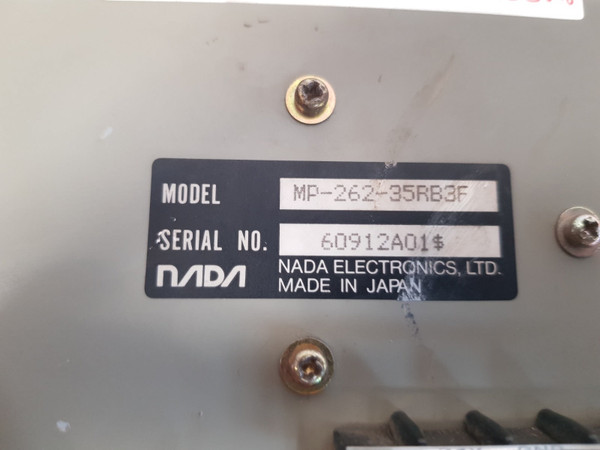 MODEL MP-262-35RB3F
SERIAL NO. 60912A01$
NADA NADA ELECTRONICS, LTD.
MADE IN JAPAN